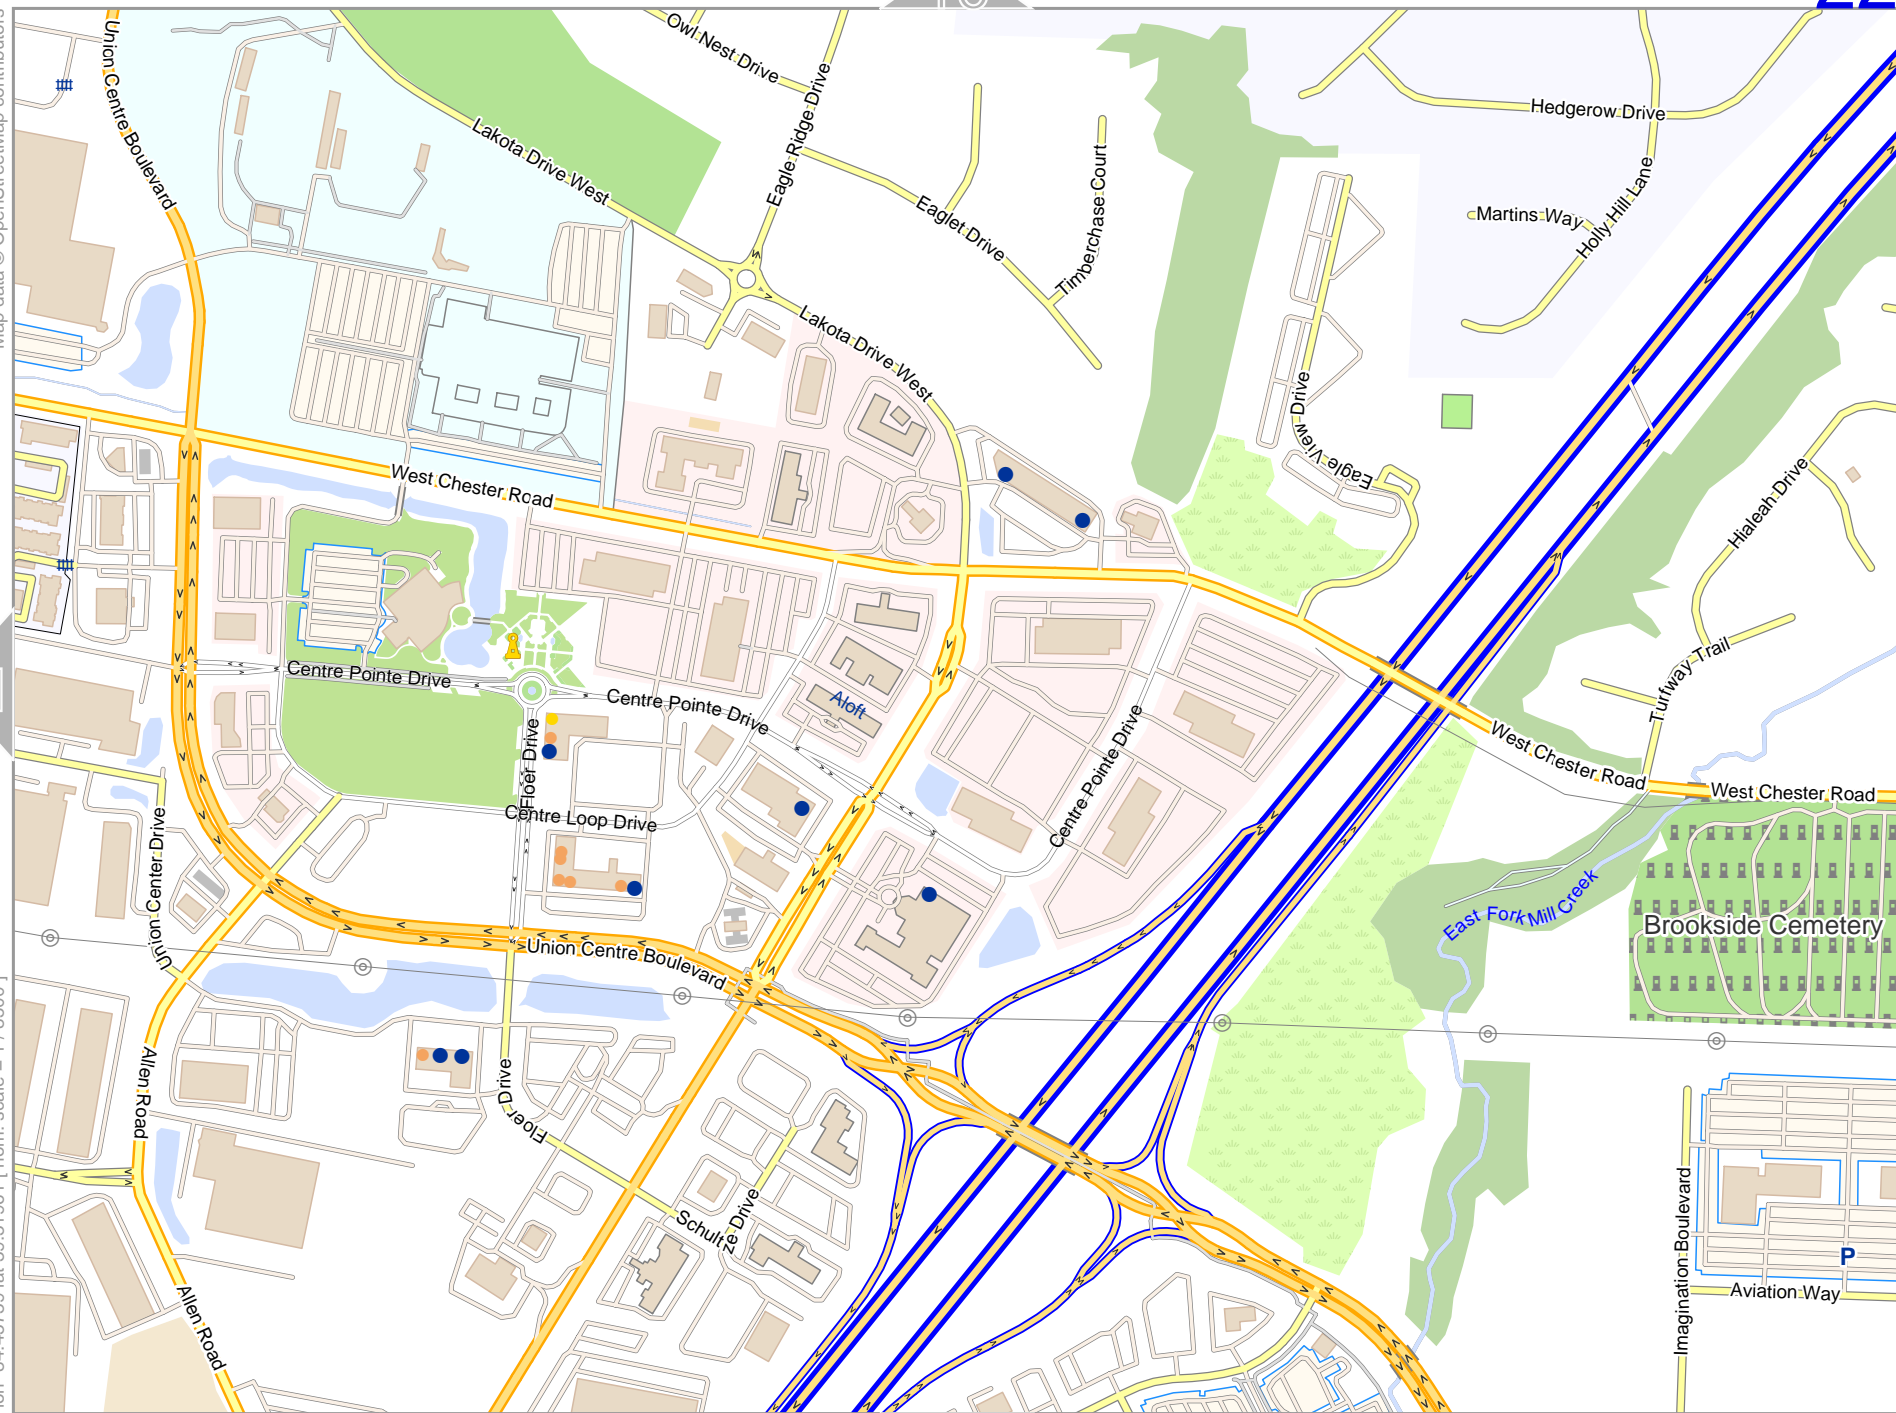 Union Centre Boulevard
Owl Nest Drive
Eagle Ridge Drive
Lakota Drive West
Eaglet Drive
Timberchase Court
Hedgerow Drive
Martins Way
Holly Hill Lane
Lakota Drive West
Eagle View Drive
West Chester Road
Hialeah Drive
Turfway Trail
Centre Pointe Drive
Centre Pointe Drive
Aloft
Floer Drive
Centre Loop Drive
Centre Pointe Drive
West Chester Road
West Chester Road
Union Center Drive
East Fork Mill Creek
Brookside Cemetery
Union Centre Boulevard
Allen Road
Floer Drive
Schultze Drive
Imagination Boulevard
P
Aviation Way
Allen Road
Map data © OpenStreetMap contributors